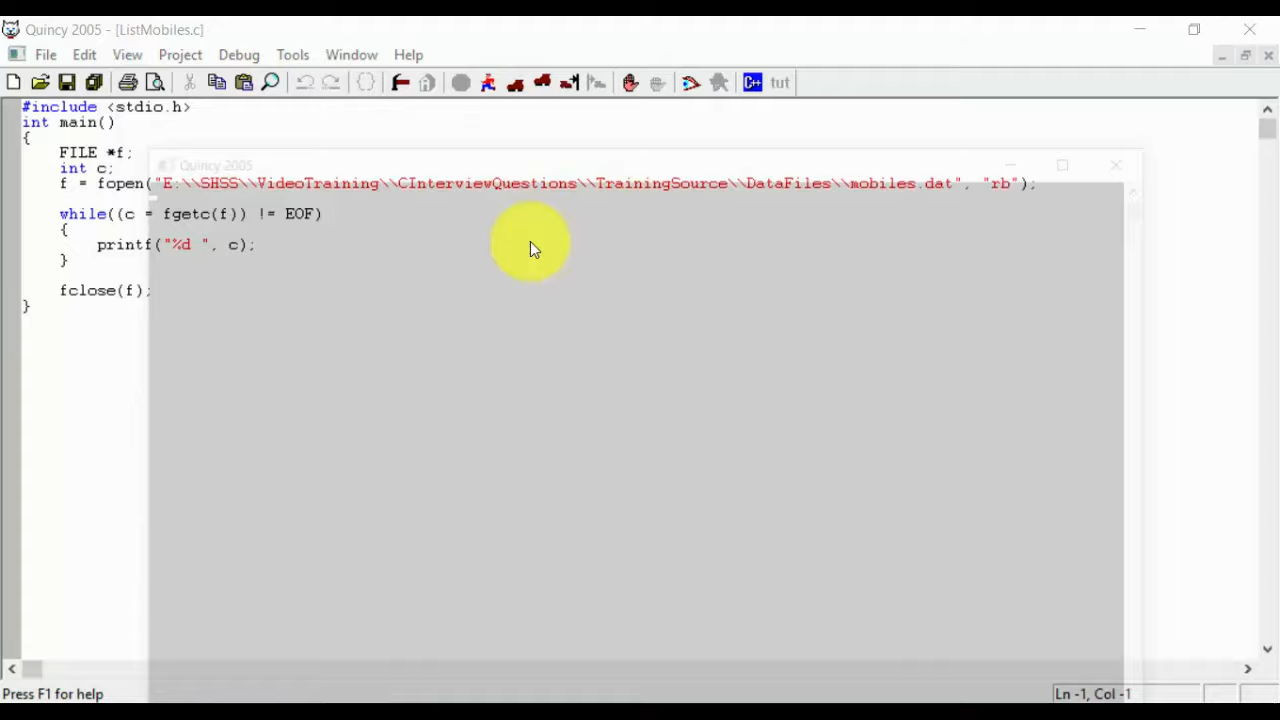 Quincy 2005 - [ListMobiles.c]
File Edit View Project Debug Tools Window Help
C++ tut
#include <stdio.h>
int main()
{
    FILE *f;
Quincy 2005
    int c;
    f = fopen("E:\\SHSS\\VideoTraining\\CInterviewQuestions\\TrainingSource\\DataFiles\\mobiles.dat", "rb");
    while((c = fgetc(f)) != EOF)
    {
        printf("%d ", c);
    }
    fclose(f);
}
Press F1 for help
Ln -1, Col -1